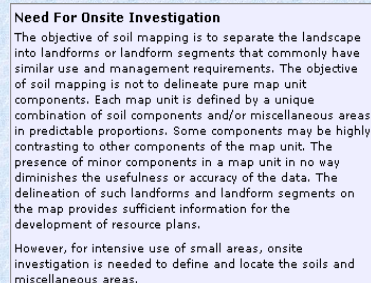 Need For Onsite Investigation
The objective of soil mapping is to separate the landscape
into landforms or landform segments that commonly have
similar use and management requirements. The objective
of soil mapping is not to delineate pure map unit
components. Each map unit is defined by a unique
combination of soil components and/or miscellaneous areas
in predictable proportions. Some components may be highly
contrasting to other components of the map unit. The
presence of minor components in a map unit in no way
diminishes the usefulness or accuracy of the data. The
delineation of such landforms and landform segments on
the map provides sufficient information for the
development of resource plans.
However, for intensive use of small areas, onsite
investigation is needed to define and locate the soils and
miscellaneous areas.